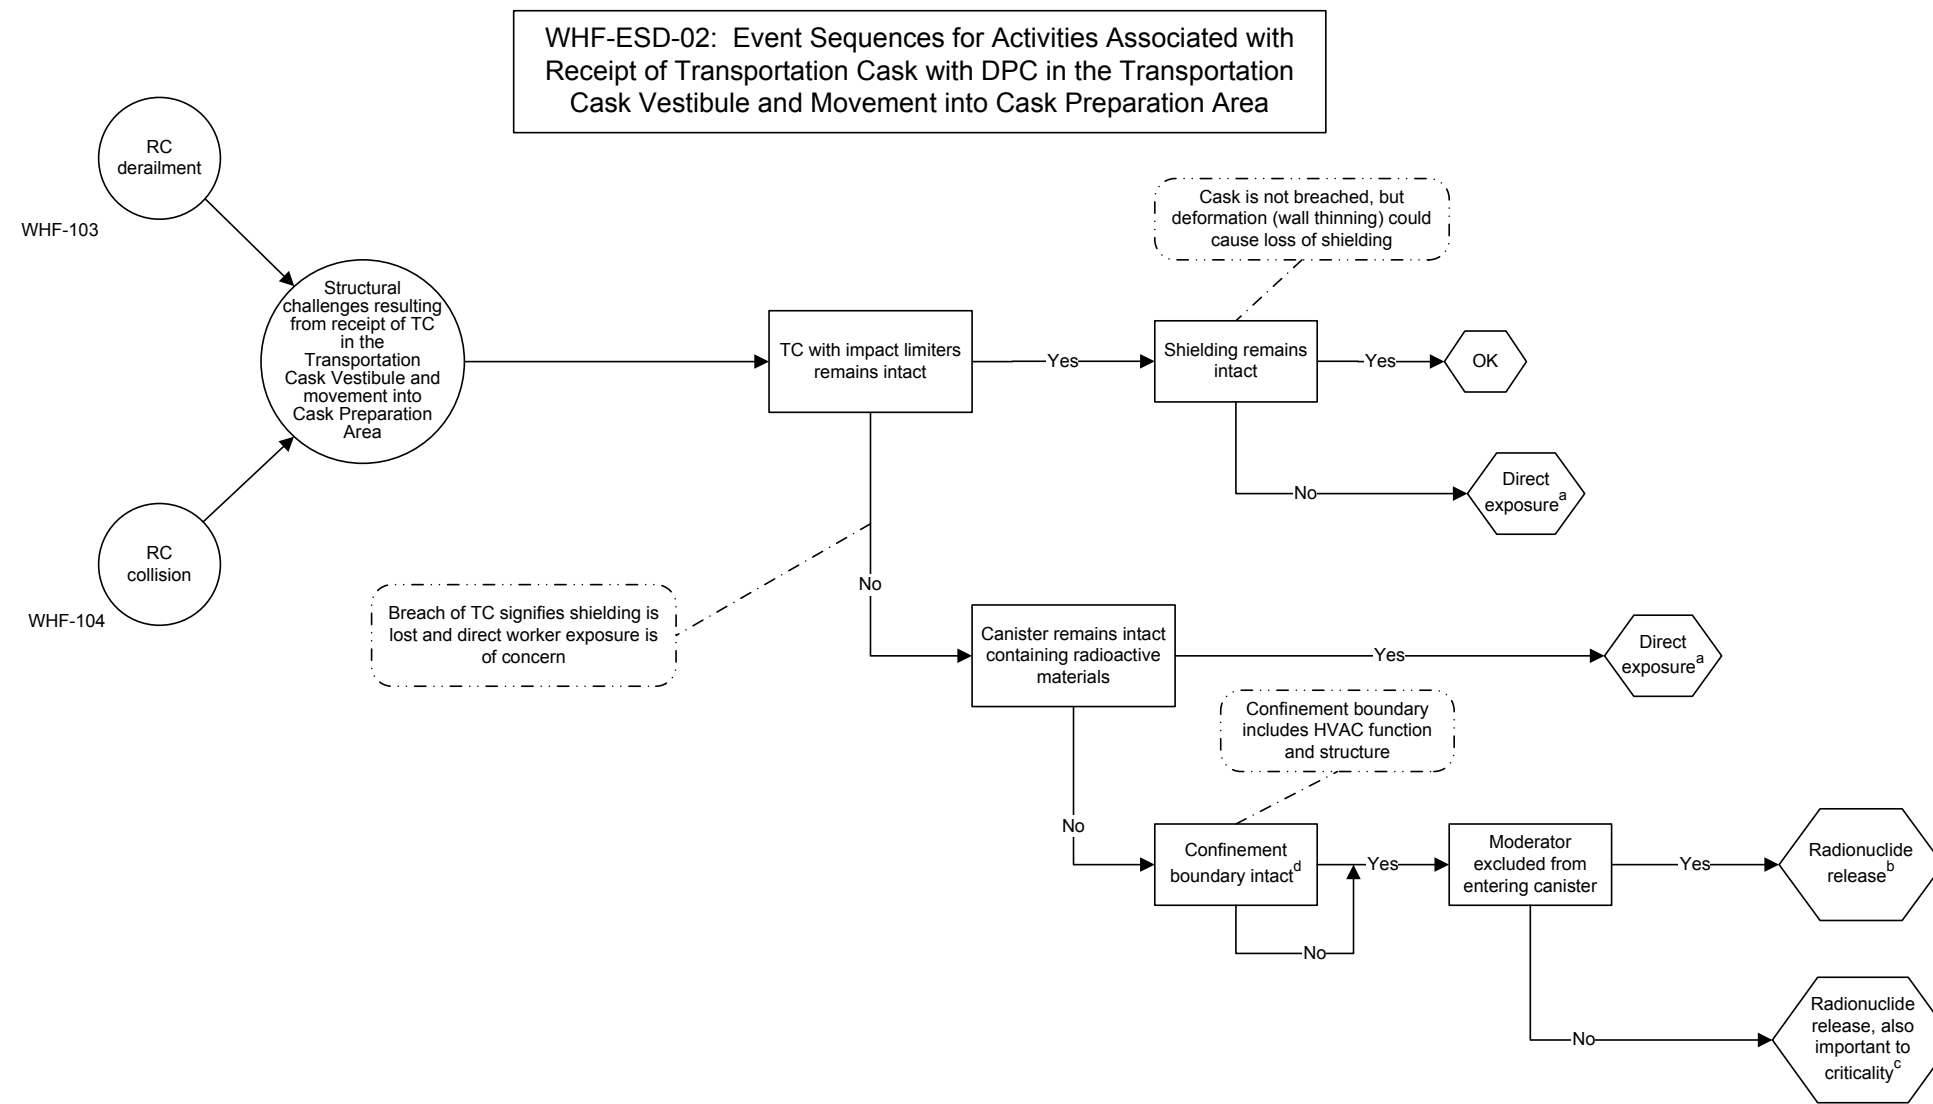 WHF-ESD-02:  Event Sequences for Activities Associated with
Receipt of Transportation Cask with DPC in the Transportation
Cask Vestibule and Movement into Cask Preparation Area
RC
derailment
WHF-103
Structural
challenges resulting
from receipt of TC
in the
Transportation
Cask Vestibule and
movement into
Cask Preparation
Area
RC
collision
WHF-104
TC with impact limiters
remains intact
Yes
Cask is not breached, but
deformation (wall thinning) could
cause loss of shielding
Shielding remains
intact
Yes
OK
No
Direct
exposure a
No
Breach of TC signifies shielding is
lost and direct worker exposure is
of concern
Canister remains intact
containing radioactive
materials
Yes
Direct
exposure a
Confinement boundary
includes HVAC function
and structure
No
Confinement
boundary intact d
Yes
No
Moderator
excluded from
entering canister
Yes
Radionuclide
release b
No
Radionuclide
release, also
important to
criticality c